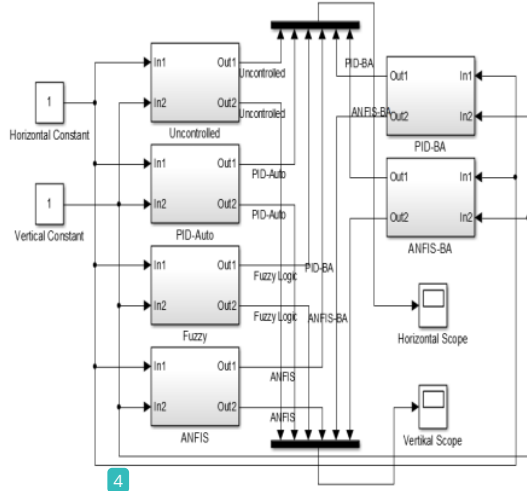 1
Horizontal Constant
1
Vertical Constant
In1
In2
Out1
Out2
Uncontrolled
Uncontrolled
Uncontrolled
In1
In2
Out1
Out2
PID-Auto
PID-Auto
PID-Auto
In1
In2
Out1
Out2
Fuzzy Logic
Fuzzy Logic
Fuzzy
In1
In2
Out1
Out2
ANFIS
ANFIS
ANFIS
PID-BA
ANFIS-BA
PID-BA
ANFIS-BA
Out1
Out2
In1
In2
PID-BA
Out1
Out2
In1
In2
ANFIS-BA
Horizontal Scope
Vertikal Scope
4